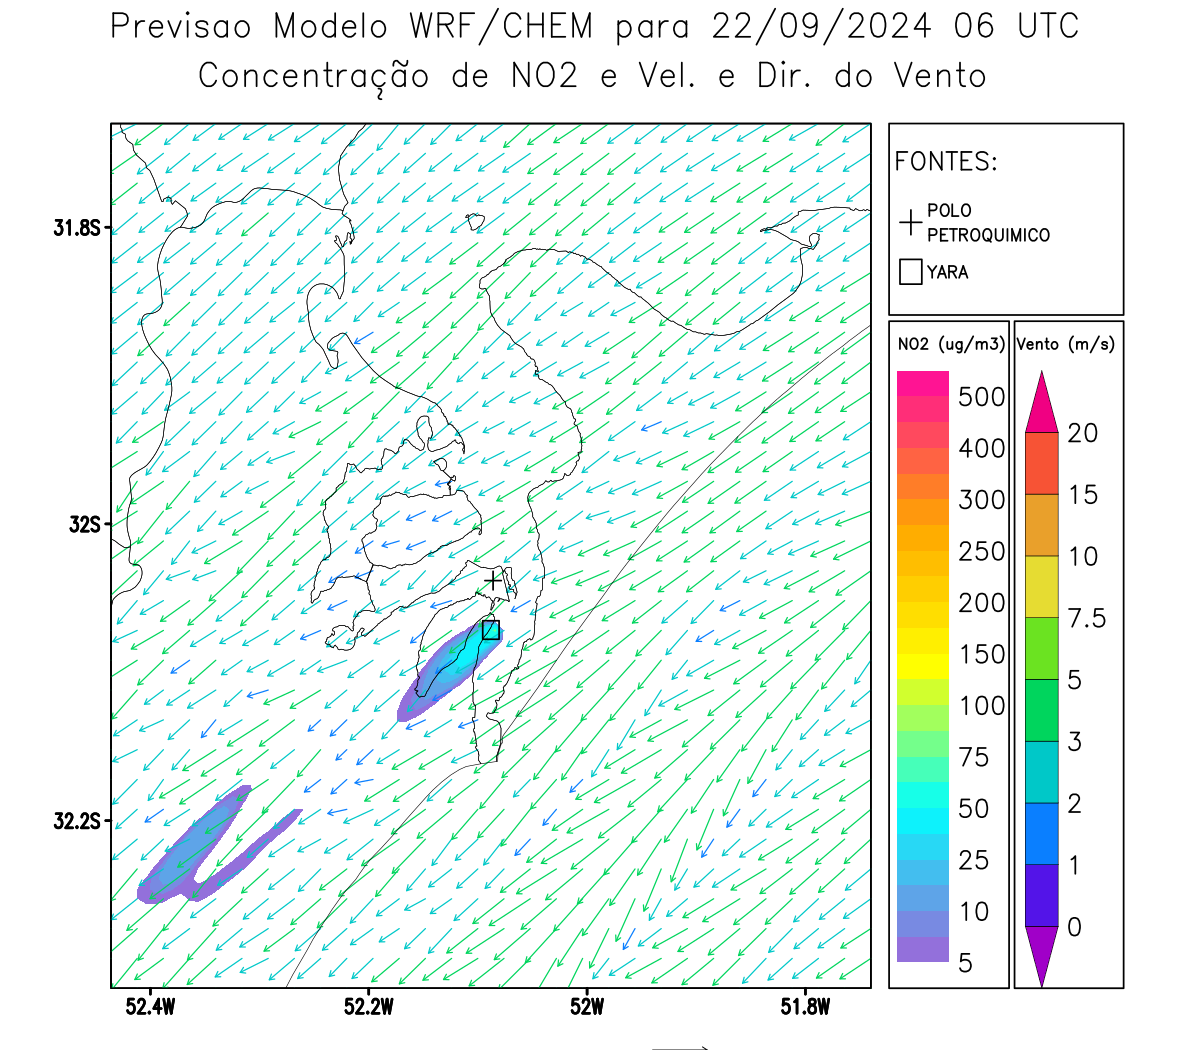 Previsao Modelo WRF/CHEM para 22/09/2024 06 UTC
Concentração de NO2 e Vel. e Dir. do Vento
FONTES:
POLO
PETROQUIMICO
YARA
NO2 (ug/m3)
500
400
300
250
200
150
100
75
50
25
10
5
Vento (m/s)
20
15
10
7.5
5
3
2
1
0
31.8S
32S
32.2S
52.4W
52.2W
52W
51.8W